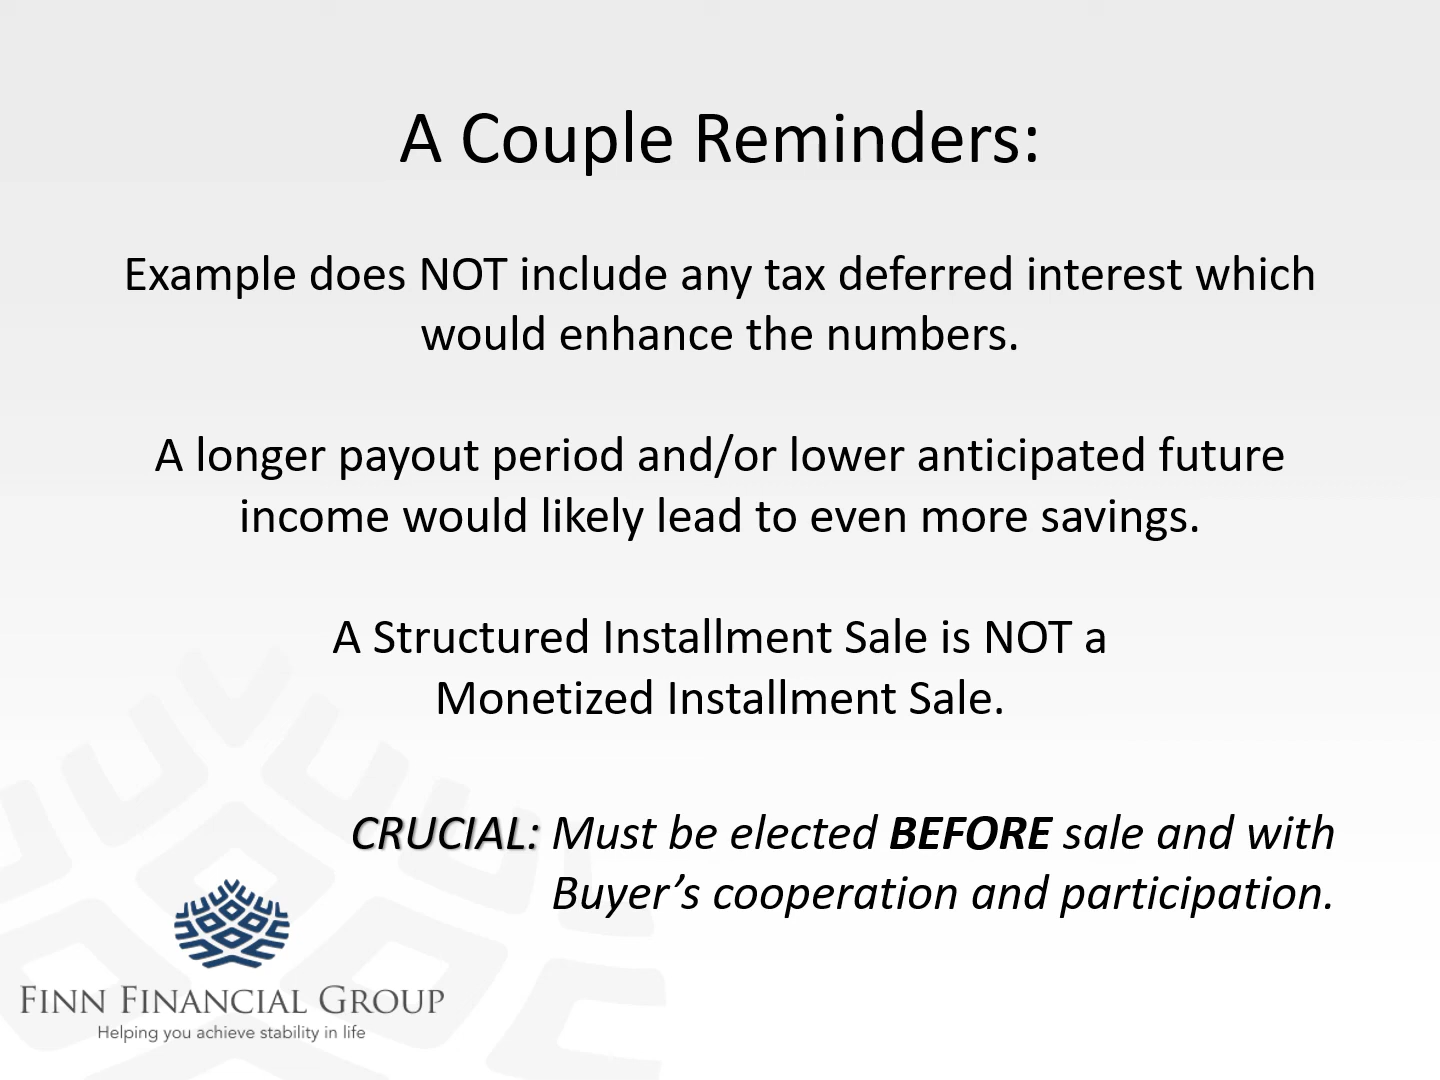 A Couple Reminders:
Example does NOT include any tax deferred interest which
would enhance the numbers.
A longer payout period and/or lower anticipated future
income would likely lead to even more savings.
A Structured Installment Sale is NOT a
Monetized Installment Sale.
CRUCIAL: Must be elected BEFORE sale and with
Buyer’s cooperation and participation.
FINN FINANCIAL GROUP
Helping you achieve stability in life